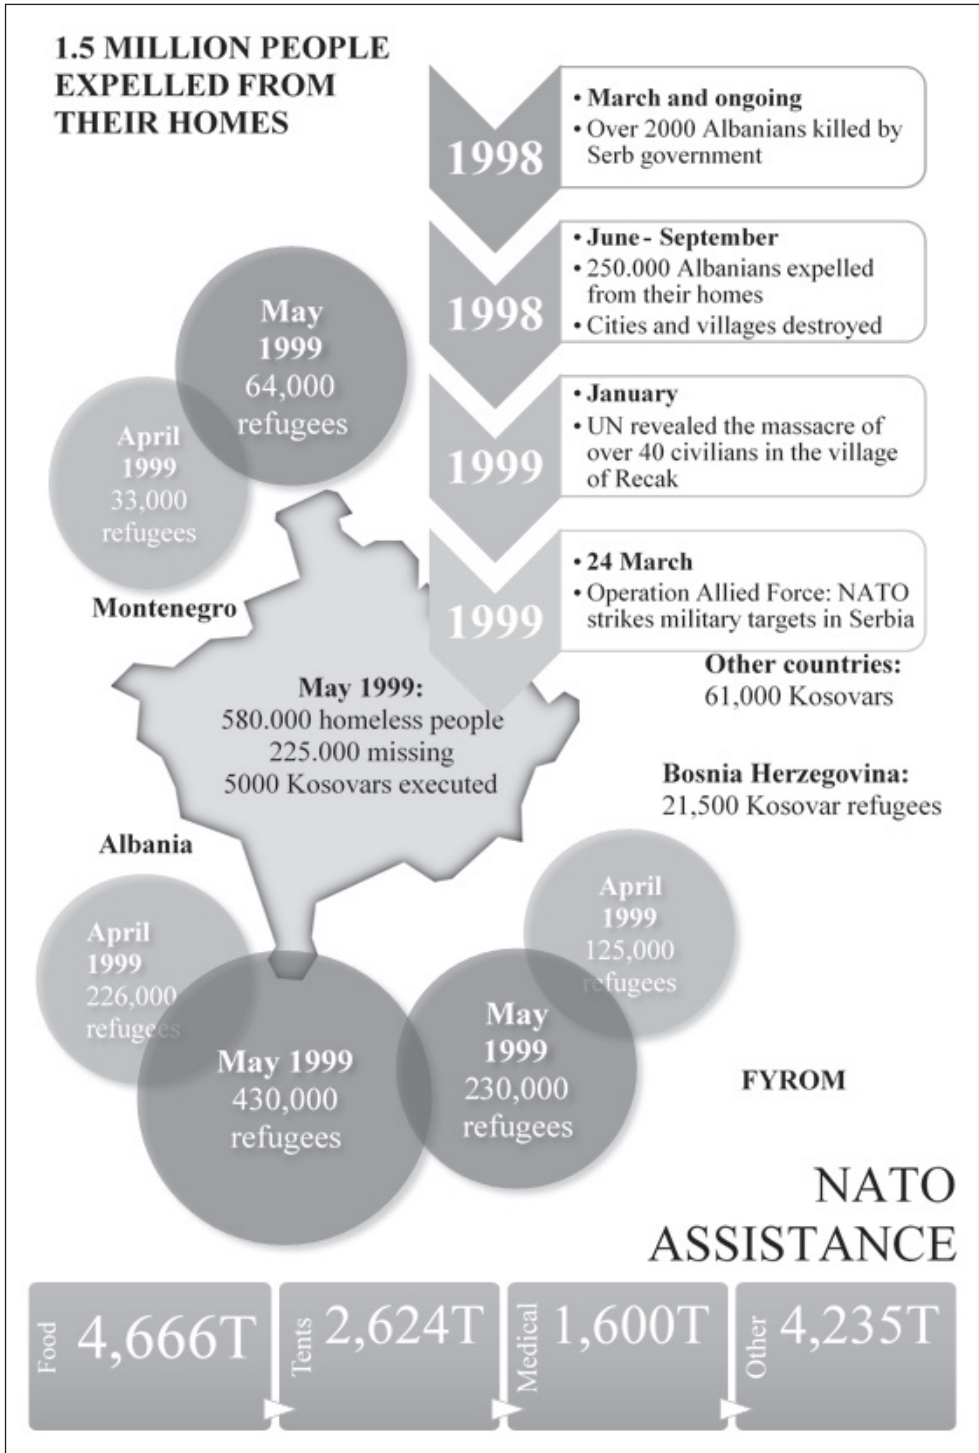 1.5 MILLION PEOPLE
EXPELLED FROM
THEIR HOMES
1998
• March and ongoing
• Over 2000 Albanians killed by
Serb government
1998
• June - September
• 250.000 Albanians expelled
from their homes
• Cities and villages destroyed
1999
• January
• UN revealed the massacre of
over 40 civilians in the village
of Recak
1999
• 24 March
• Operation Allied Force: NATO
strikes military targets in Serbia
May
1999
64,000
refugees
April
1999
33,000
refugees
Montenegro
May 1999:
580.000 homeless people
225.000 missing
5000 Kosovars executed
Other countries:
61,000 Kosovars
Bosnia Herzegovina:
21,500 Kosovar refugees
Albania
April
1999
226,000
refugees
May 1999
430,000
refugees
April
1999
125,000
refugees
May
1999
230,000
refugees
FYROM
NATO
ASSISTANCE
Food
4,666T
Tents
2,624T
Medical
1,600T
Other
4,235T